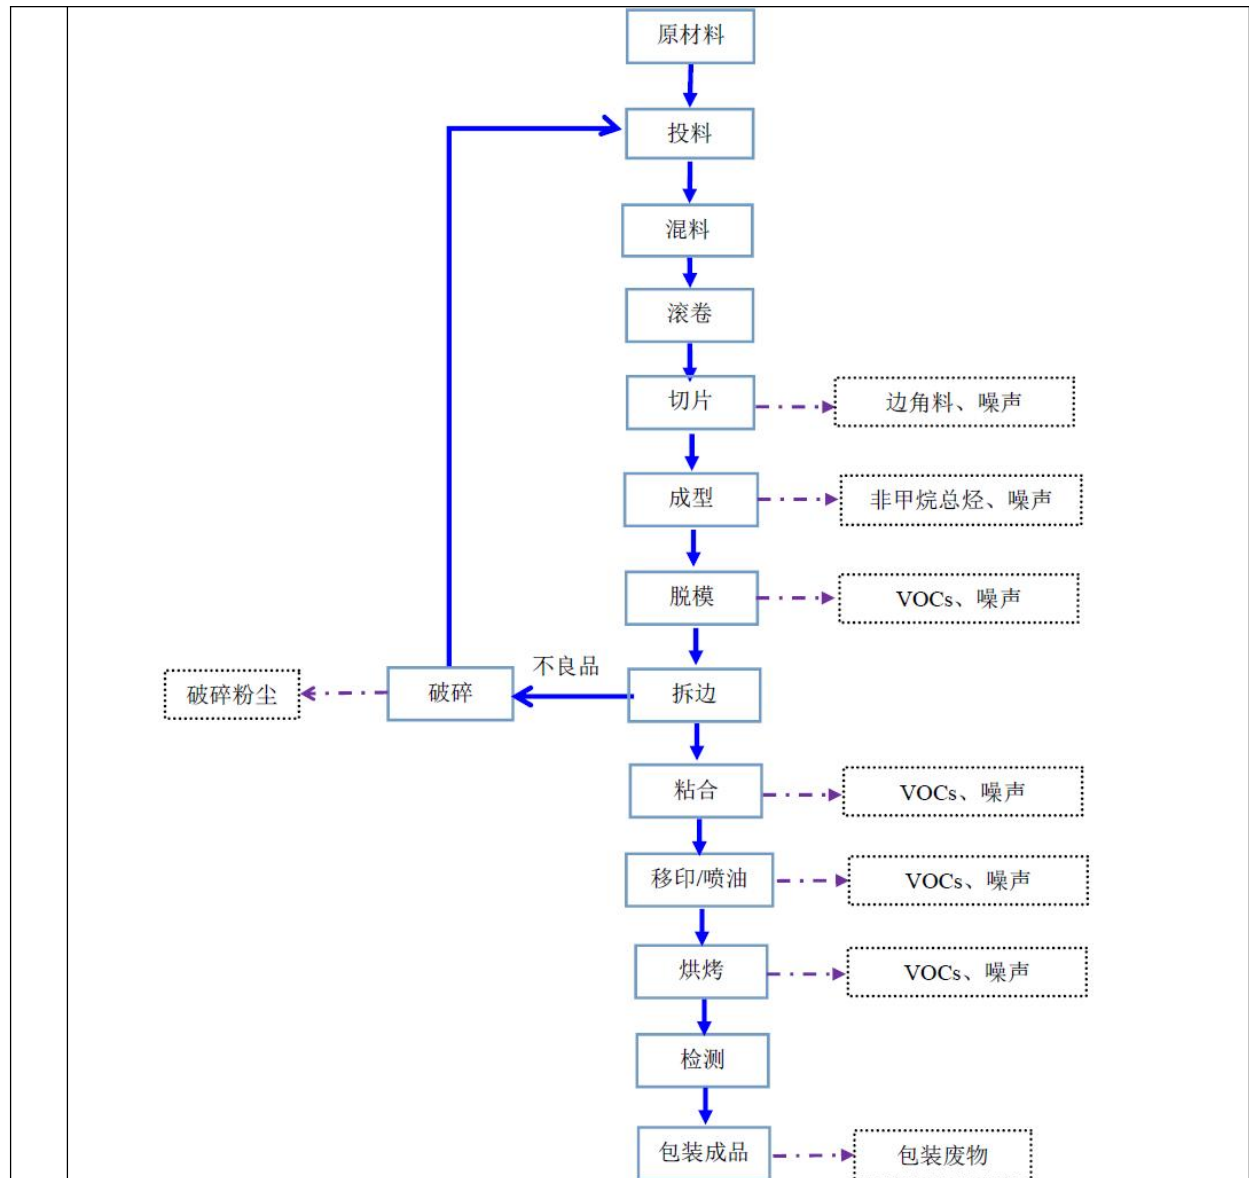 原材料
投料
混料
滚卷
切片
边角料、噪声
成型
非甲烷总烃、噪声
脱模
VOCs、噪声
不良品
破碎粉尘
破碎
拆边
粘合
VOCs、噪声
移印/喷油
VOCs、噪声
烘烤
VOCs、噪声
检测
包装成品
包装废物